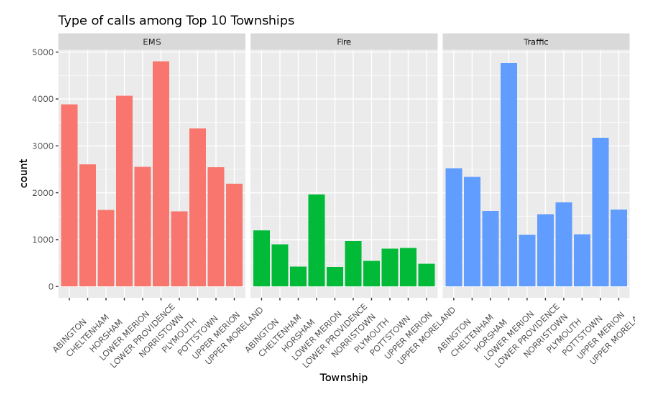 Type of calls among Top 10 Townships
EMS
Fire
Traffic
5000
4000
3000
2000
1000
0
count
ABINGTON
CHELTENHAM
HORSHAM
LOWER MERION
LOWER PROVIDENCE
NORRISTOWN
PLYMOUTH
POTTSTOWN
UPPER MERION
UPPER MORELAND
ABINGTON
CHELTENHAM
HORSHAM
LOWER MERION
LOWER PROVIDENCE
NORRISTOWN
PLYMOUTH
POTTSTOWN
UPPER MERION
UPPER MORELAND
ABINGTON
CHELTENHAM
HORSHAM
LOWER MERION
LOWER PROVIDENCE
NORRISTOWN
PLYMOUTH
POTTSTOWN
UPPER MERION
UPPER MORELA
Township